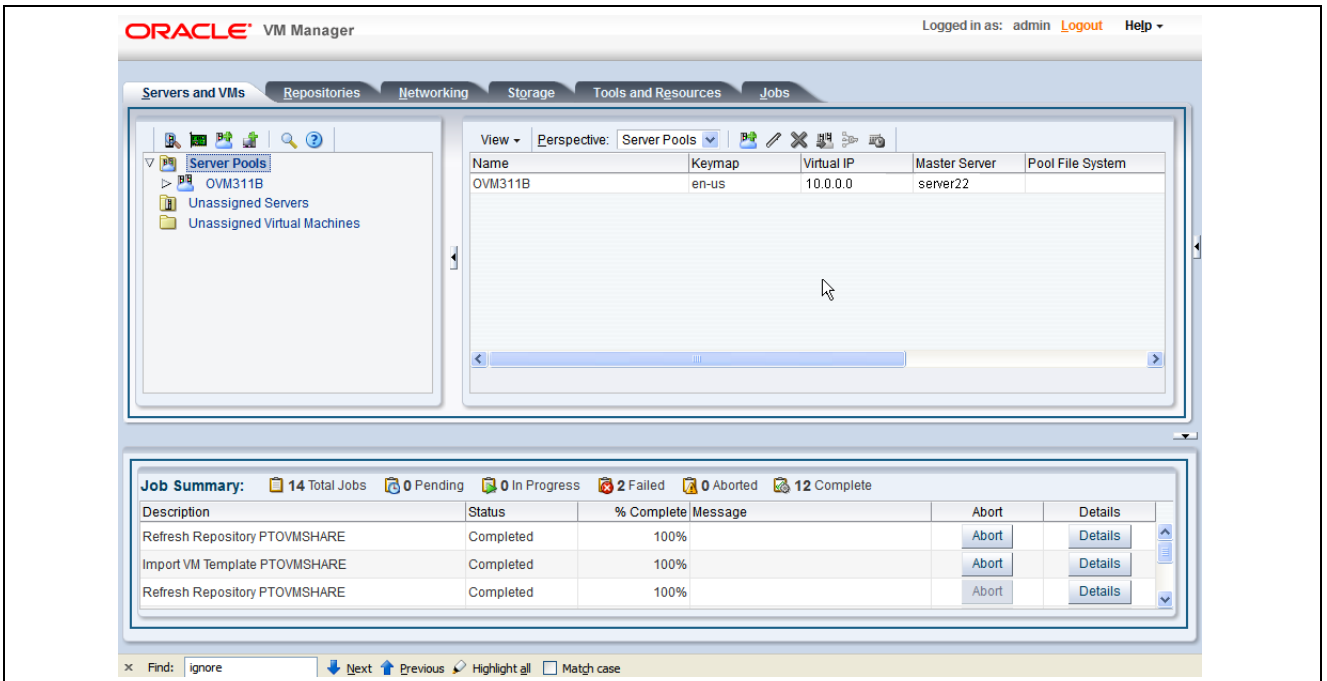 ORACLE VM Manager
Logged in as: admin Logout Help
Servers and VMs Repositories Networking Storage Tools and Resources Jobs
View Perspective: Server Pools
Server Pools
OVM311B
Unassigned Servers
Unassigned Virtual Machines
Name Keymap Virtual IP Master Server Pool File System
OVM311B en-us 10.0.0.0 server22
Job Summary: 14 Total Jobs 0 Pending 0 In Progress 2 Failed 0 Aborted 12 Complete
Description Status % Complete Message Abort Details
Refresh Repository PTOVMSHARE Completed 100% Abort Details
Import VM Template PTOVMSHARE Completed 100% Abort Details
Refresh Repository PTOVMSHARE Completed 100% Abort Details
× Find: ignore Next Previous Highlight all Match case